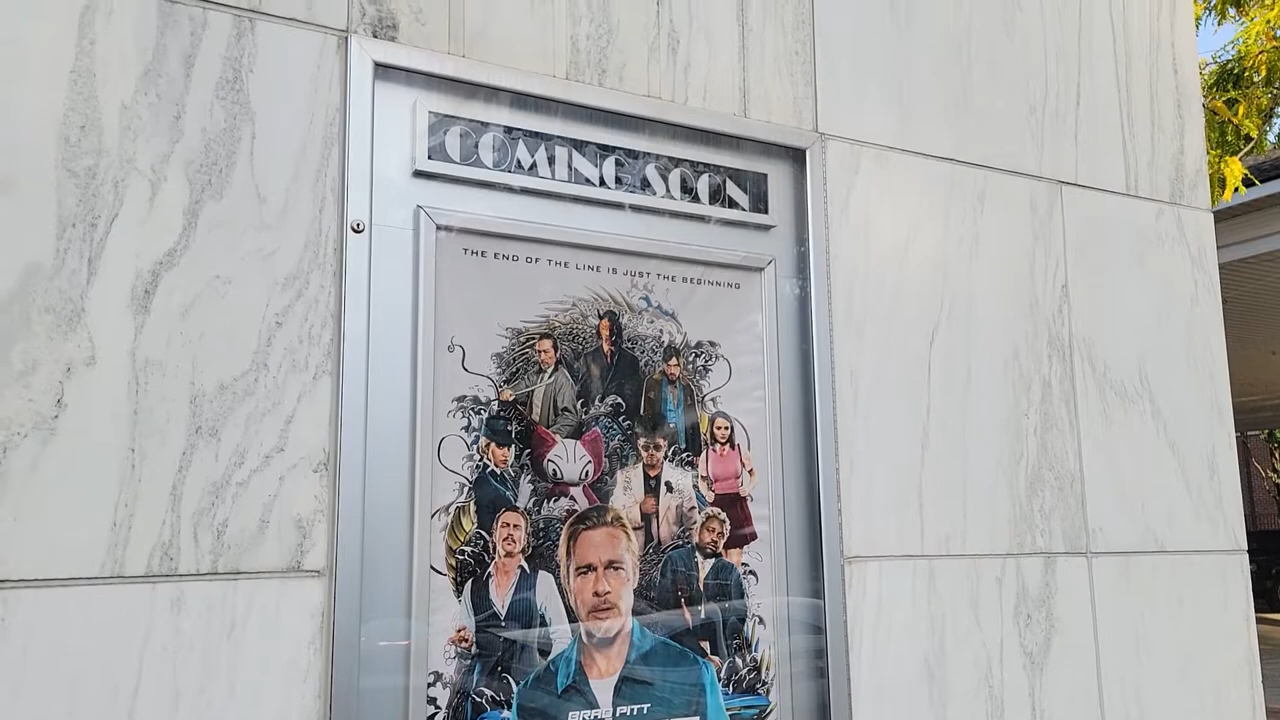 COMING SOON
THE END OF THE LINE IS JUST THE BEGINNING
BRAD PITT